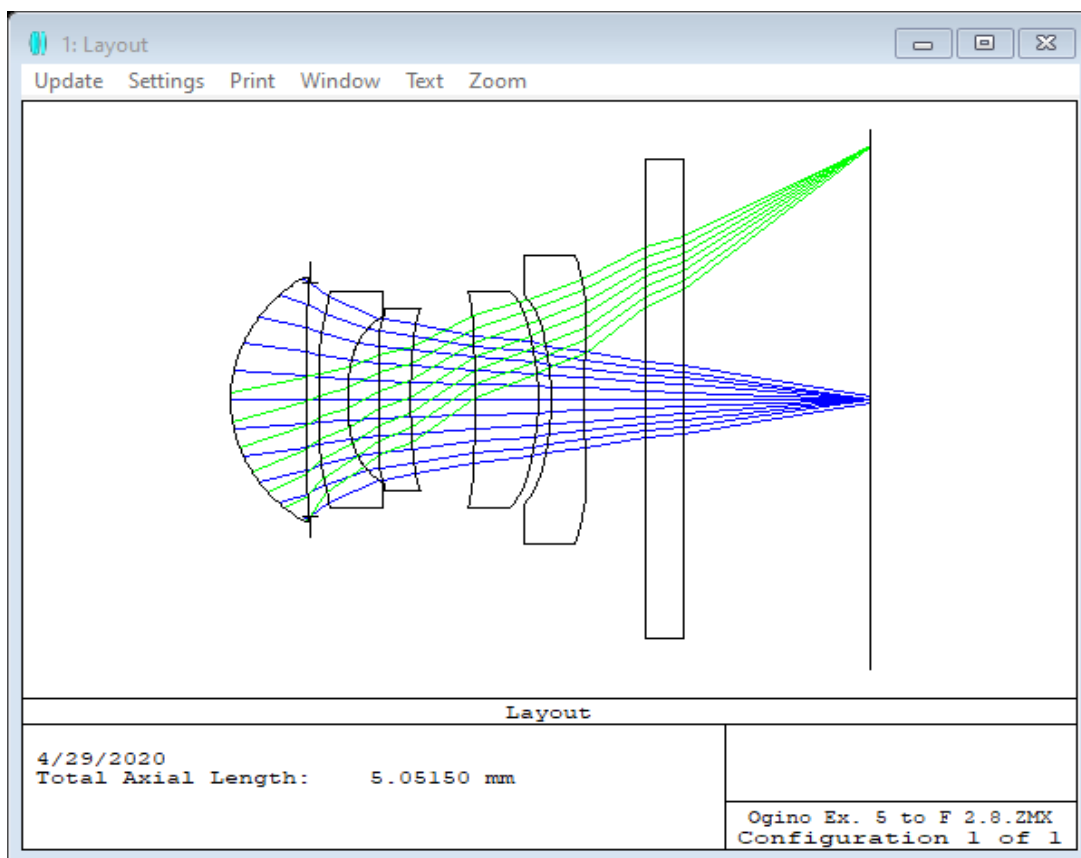 1: Layout
Update Settings Print Window Text Zoom
Layout
4/29/2020
Total Axial Length: 5.05150 mm
Ogino Ex. 5 to F 2.8.ZMX
Configuration 1 of 1